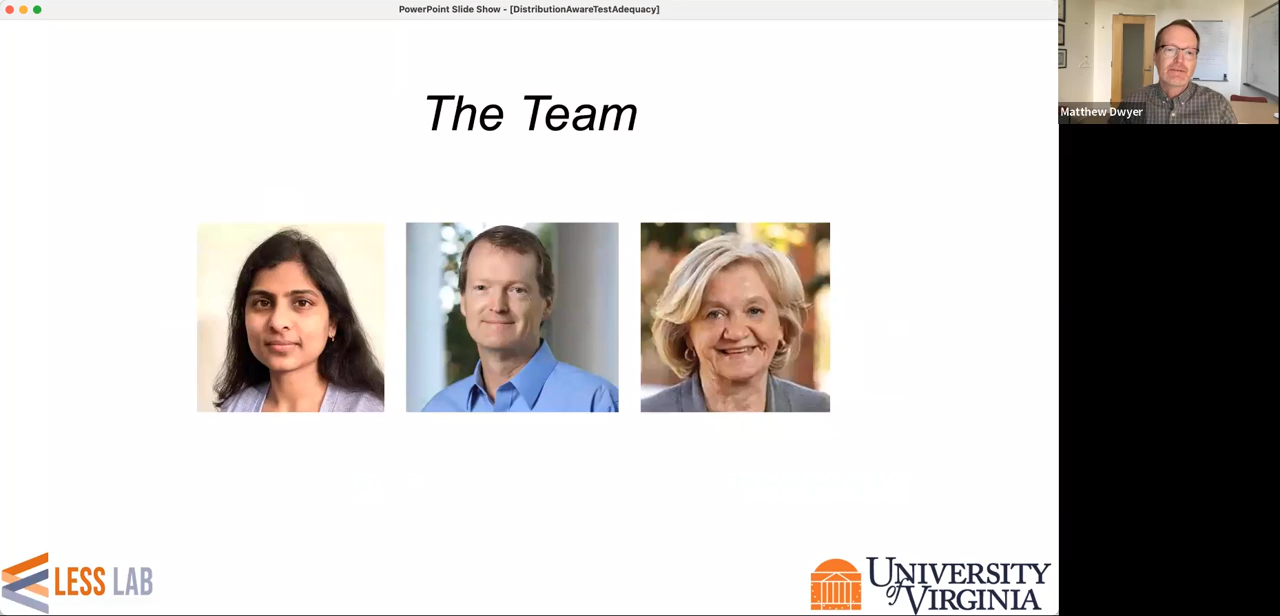 PowerPoint Slide Show - [DistributionAwareTestAdequacy]
Matthew Dwyer
The Team
LESS LAB
UNIVERSITY
of VIRGINIA